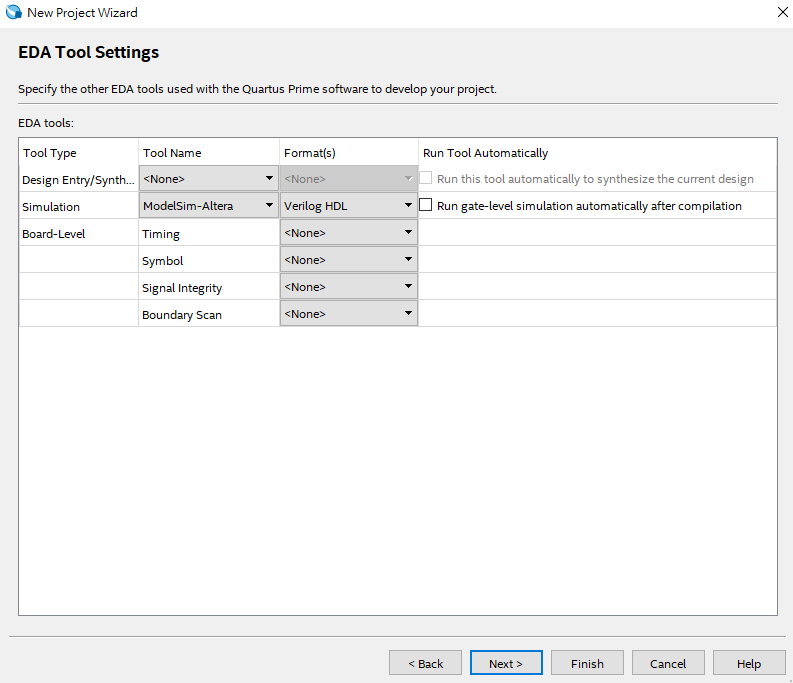 New Project Wizard
EDA Tool Settings
Specify the other EDA tools used with the Quartus Prime software to develop your project.
EDA tools:
Tool Type Tool Name Format(s) Run Tool Automatically
Design Entry/Synth... <None> <None> Run this tool automatically to synthesize the current design
Simulation ModelSim-Altera Verilog HDL Run gate-level simulation automatically after compilation
Board-Level Timing <None>
Symbol <None>
Signal Integrity <None>
Boundary Scan <None>
< Back Next > Finish Cancel Help